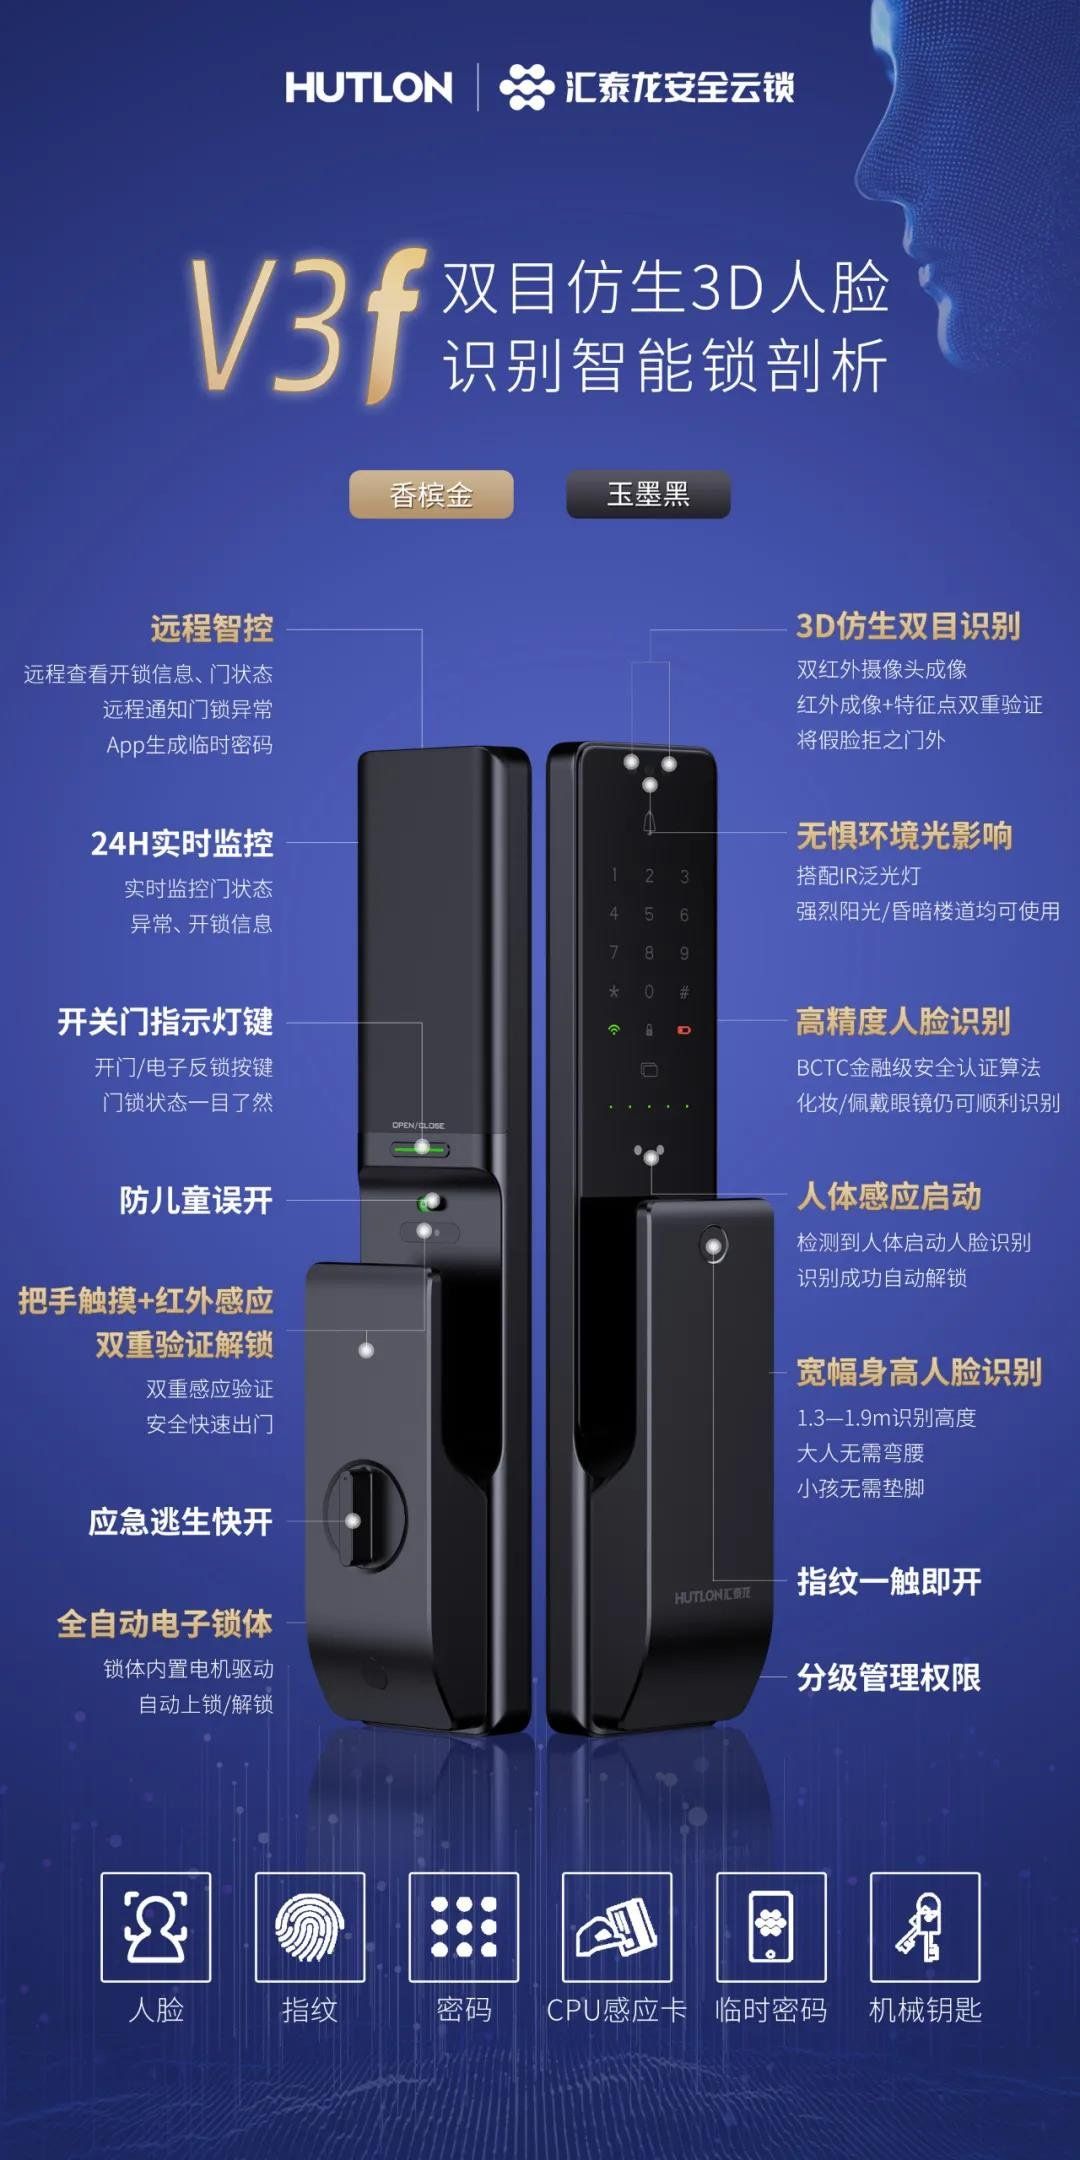 HUTLON 汇泰龙安全云锁
V3f
双目仿生3D人脸
识别智能锁剖析
香槟金
玉墨黑
远程智控
远程查看开锁信息、门状态
远程通知门锁异常
App生成临时密码
24H实时监控
实时监控门状态
异常、开锁信息
开关门指示灯键
开门/电子反锁按键
门锁状态一目了然
防儿童误开
把手触摸+红外感应
双重验证解锁
双重感应验证
安全快速出门
应急逃生快开
全自动电子锁体
锁体内置电机驱动
自动上锁/解锁
OPEN/CLOSE
1 2 3
4 5 6
7 8 9
* 0 #
HUTLON汇泰龙
3D仿生双目识别
双红外摄像头成像
红外成像+特征点双重验证
将假脸拒之门外
无惧环境光影响
搭配IR泛光灯
强烈阳光/昏暗楼道均可使用
高精度人脸识别
BCTC金融级安全认证算法
化妆/佩戴眼镜仍可顺利识别
人体感应启动
检测到人体启动人脸识别
识别成功自动解锁
宽幅身高人脸识别
1.3—1.9m识别高度
大人无需弯腰
小孩无需垫脚
指纹一触即开
分级管理权限
人脸
指纹
密码
CPU感应卡
临时密码
机械钥匙